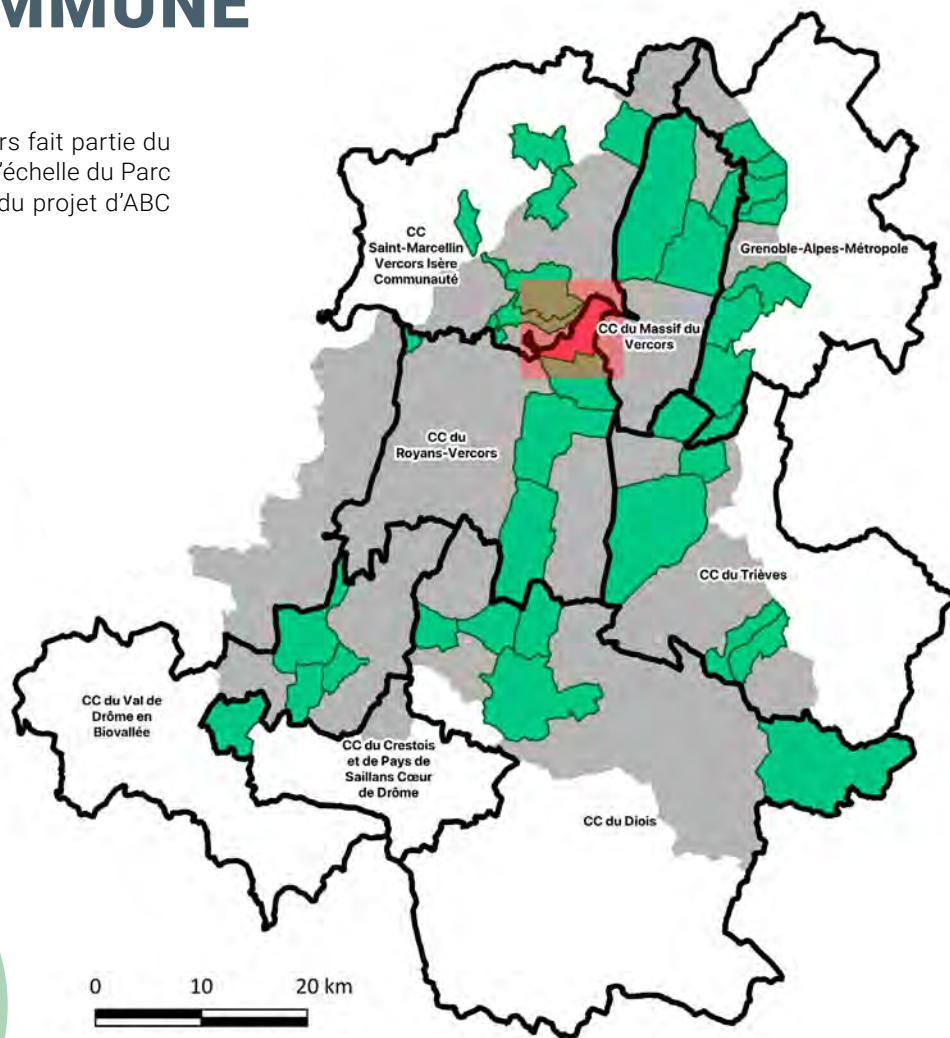 MMUNE
rs fait partie du
l'échelle du Parc
du projet d'ABC
CC
Saint-Marcellin
Vercors Isère
Communauté
Grenoble-Alpes-Métropole
CC du Massif du
Vercors
CC du
Royans-Vercors
CC du Trièves
CC du Val de
Drôme en
Biovallée
CC du Crestois
et de Pays de
Saillans Cœur
de Drôme
CC du Diois
0 10 20 km